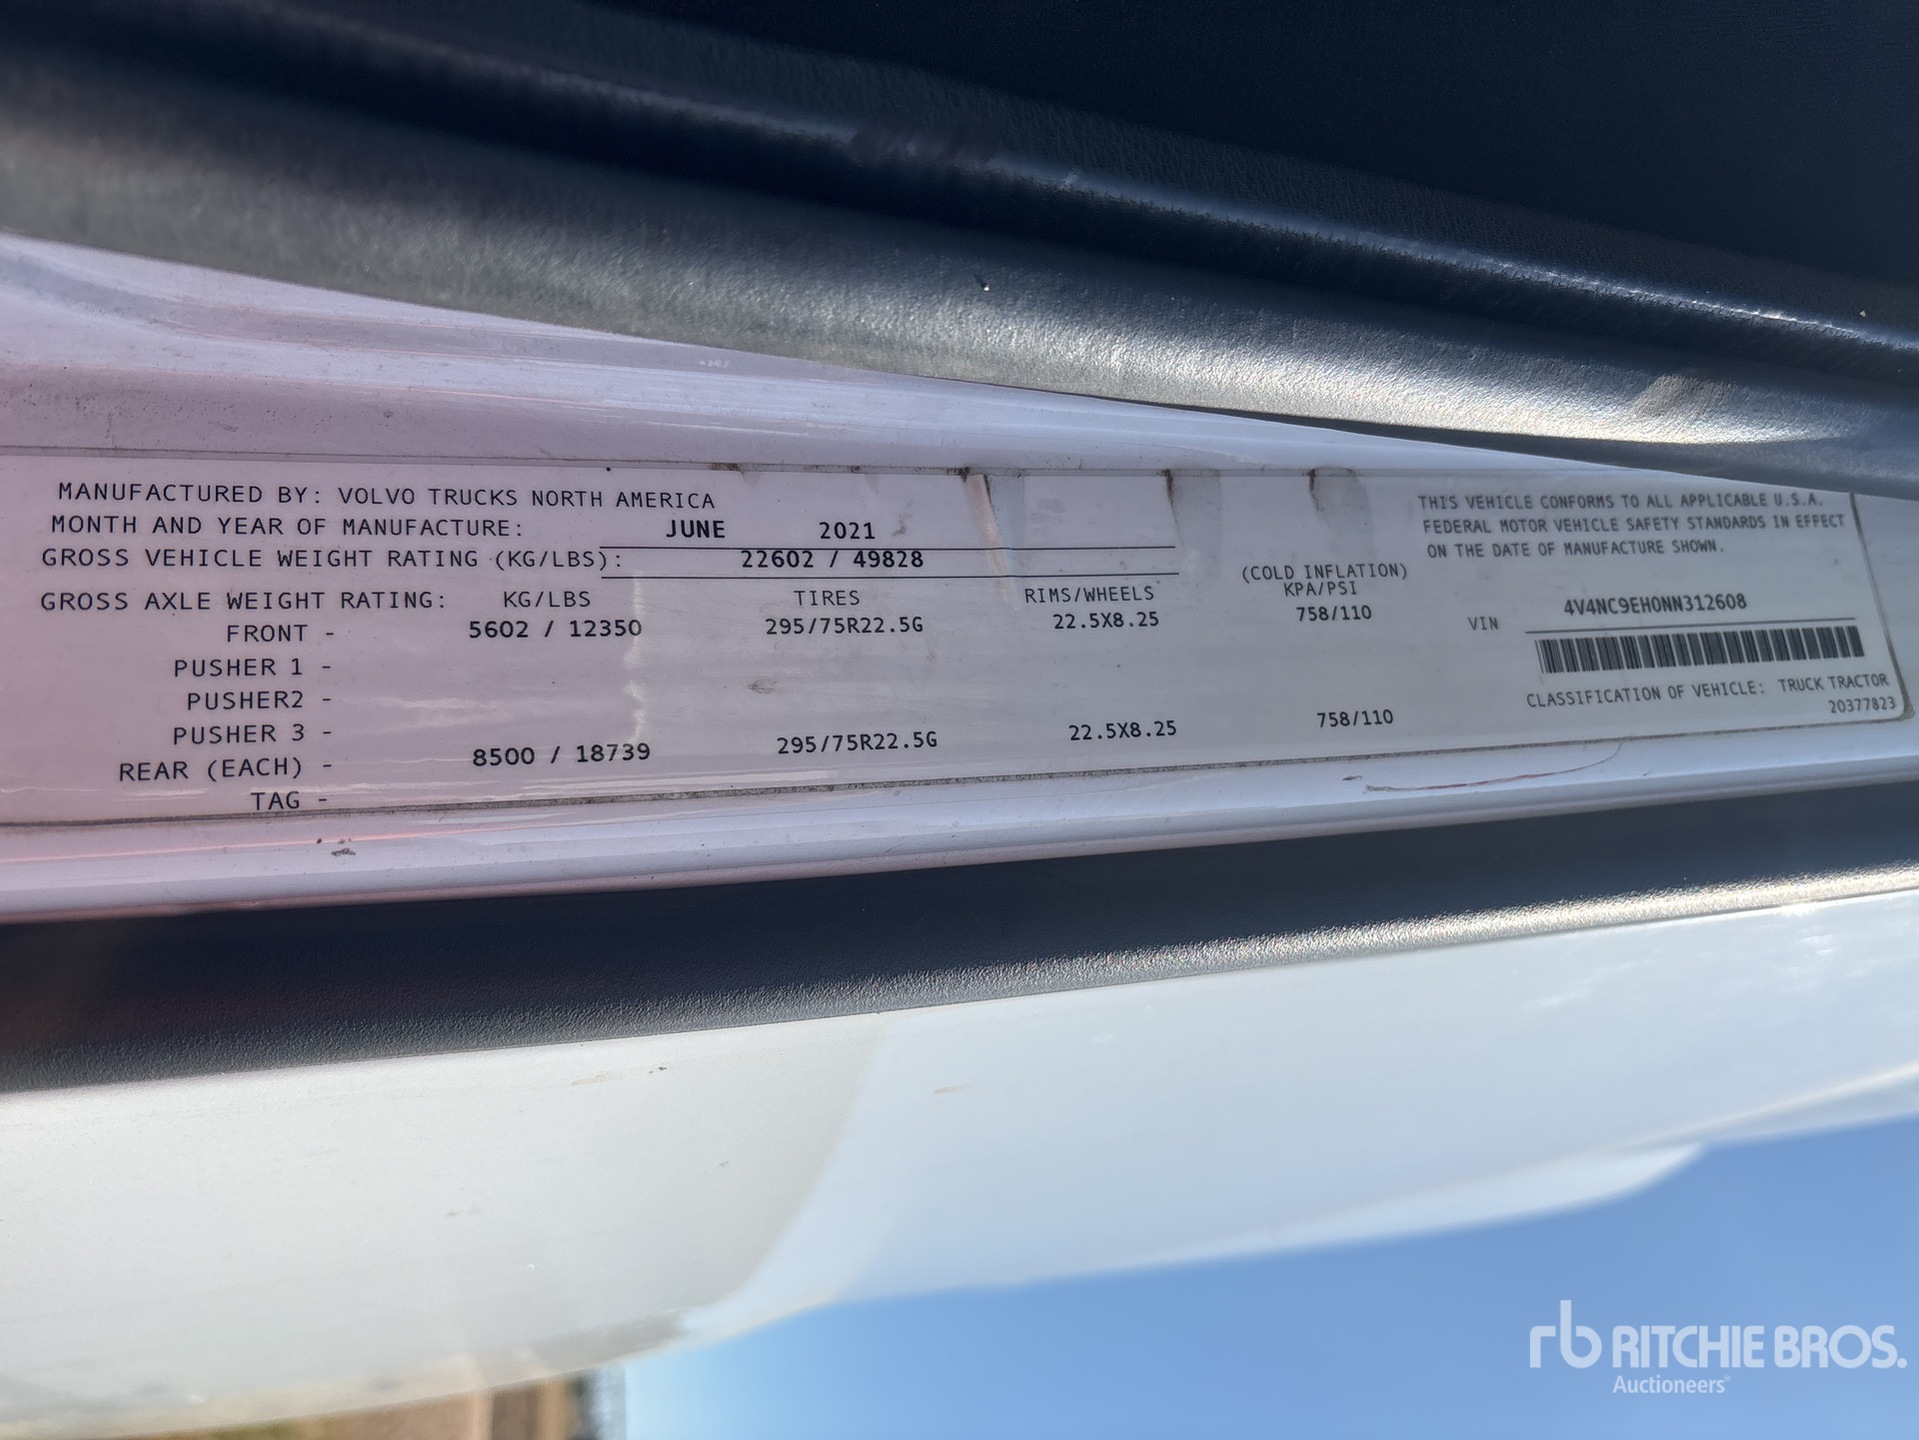 MANUFACTURED BY: VOLVO TRUCKS NORTH AMERICA
MONTH AND YEAR OF MANUFACTURE: JUNE 2021
GROSS VEHICLE WEIGHT RATING (KG/LBS): 22602 / 49828
GROSS AXLE WEIGHT RATING: KG/LBS TIRES RIMS/WHEELS (COLD INFLATION) KPA/PSI
FRONT - 5602 / 12350 295/75R22.5G 22.5X8.25 758/110
PUSHER 1 -
PUSHER2 -
PUSHER 3 -
REAR (EACH) - 8500 / 18739 295/75R22.5G 22.5X8.25 758/110
TAG -
THIS VEHICLE CONFORMS TO ALL APPLICABLE U.S.A.
FEDERAL MOTOR VEHICLE SAFETY STANDARDS IN EFFECT
ON THE DATE OF MANUFACTURE SHOWN.
VIN 4V4NC9EH0NN312608
CLASSIFICATION OF VEHICLE: TRUCK TRACTOR
20377823
rb RITCHIE BROS.
Auctioneers